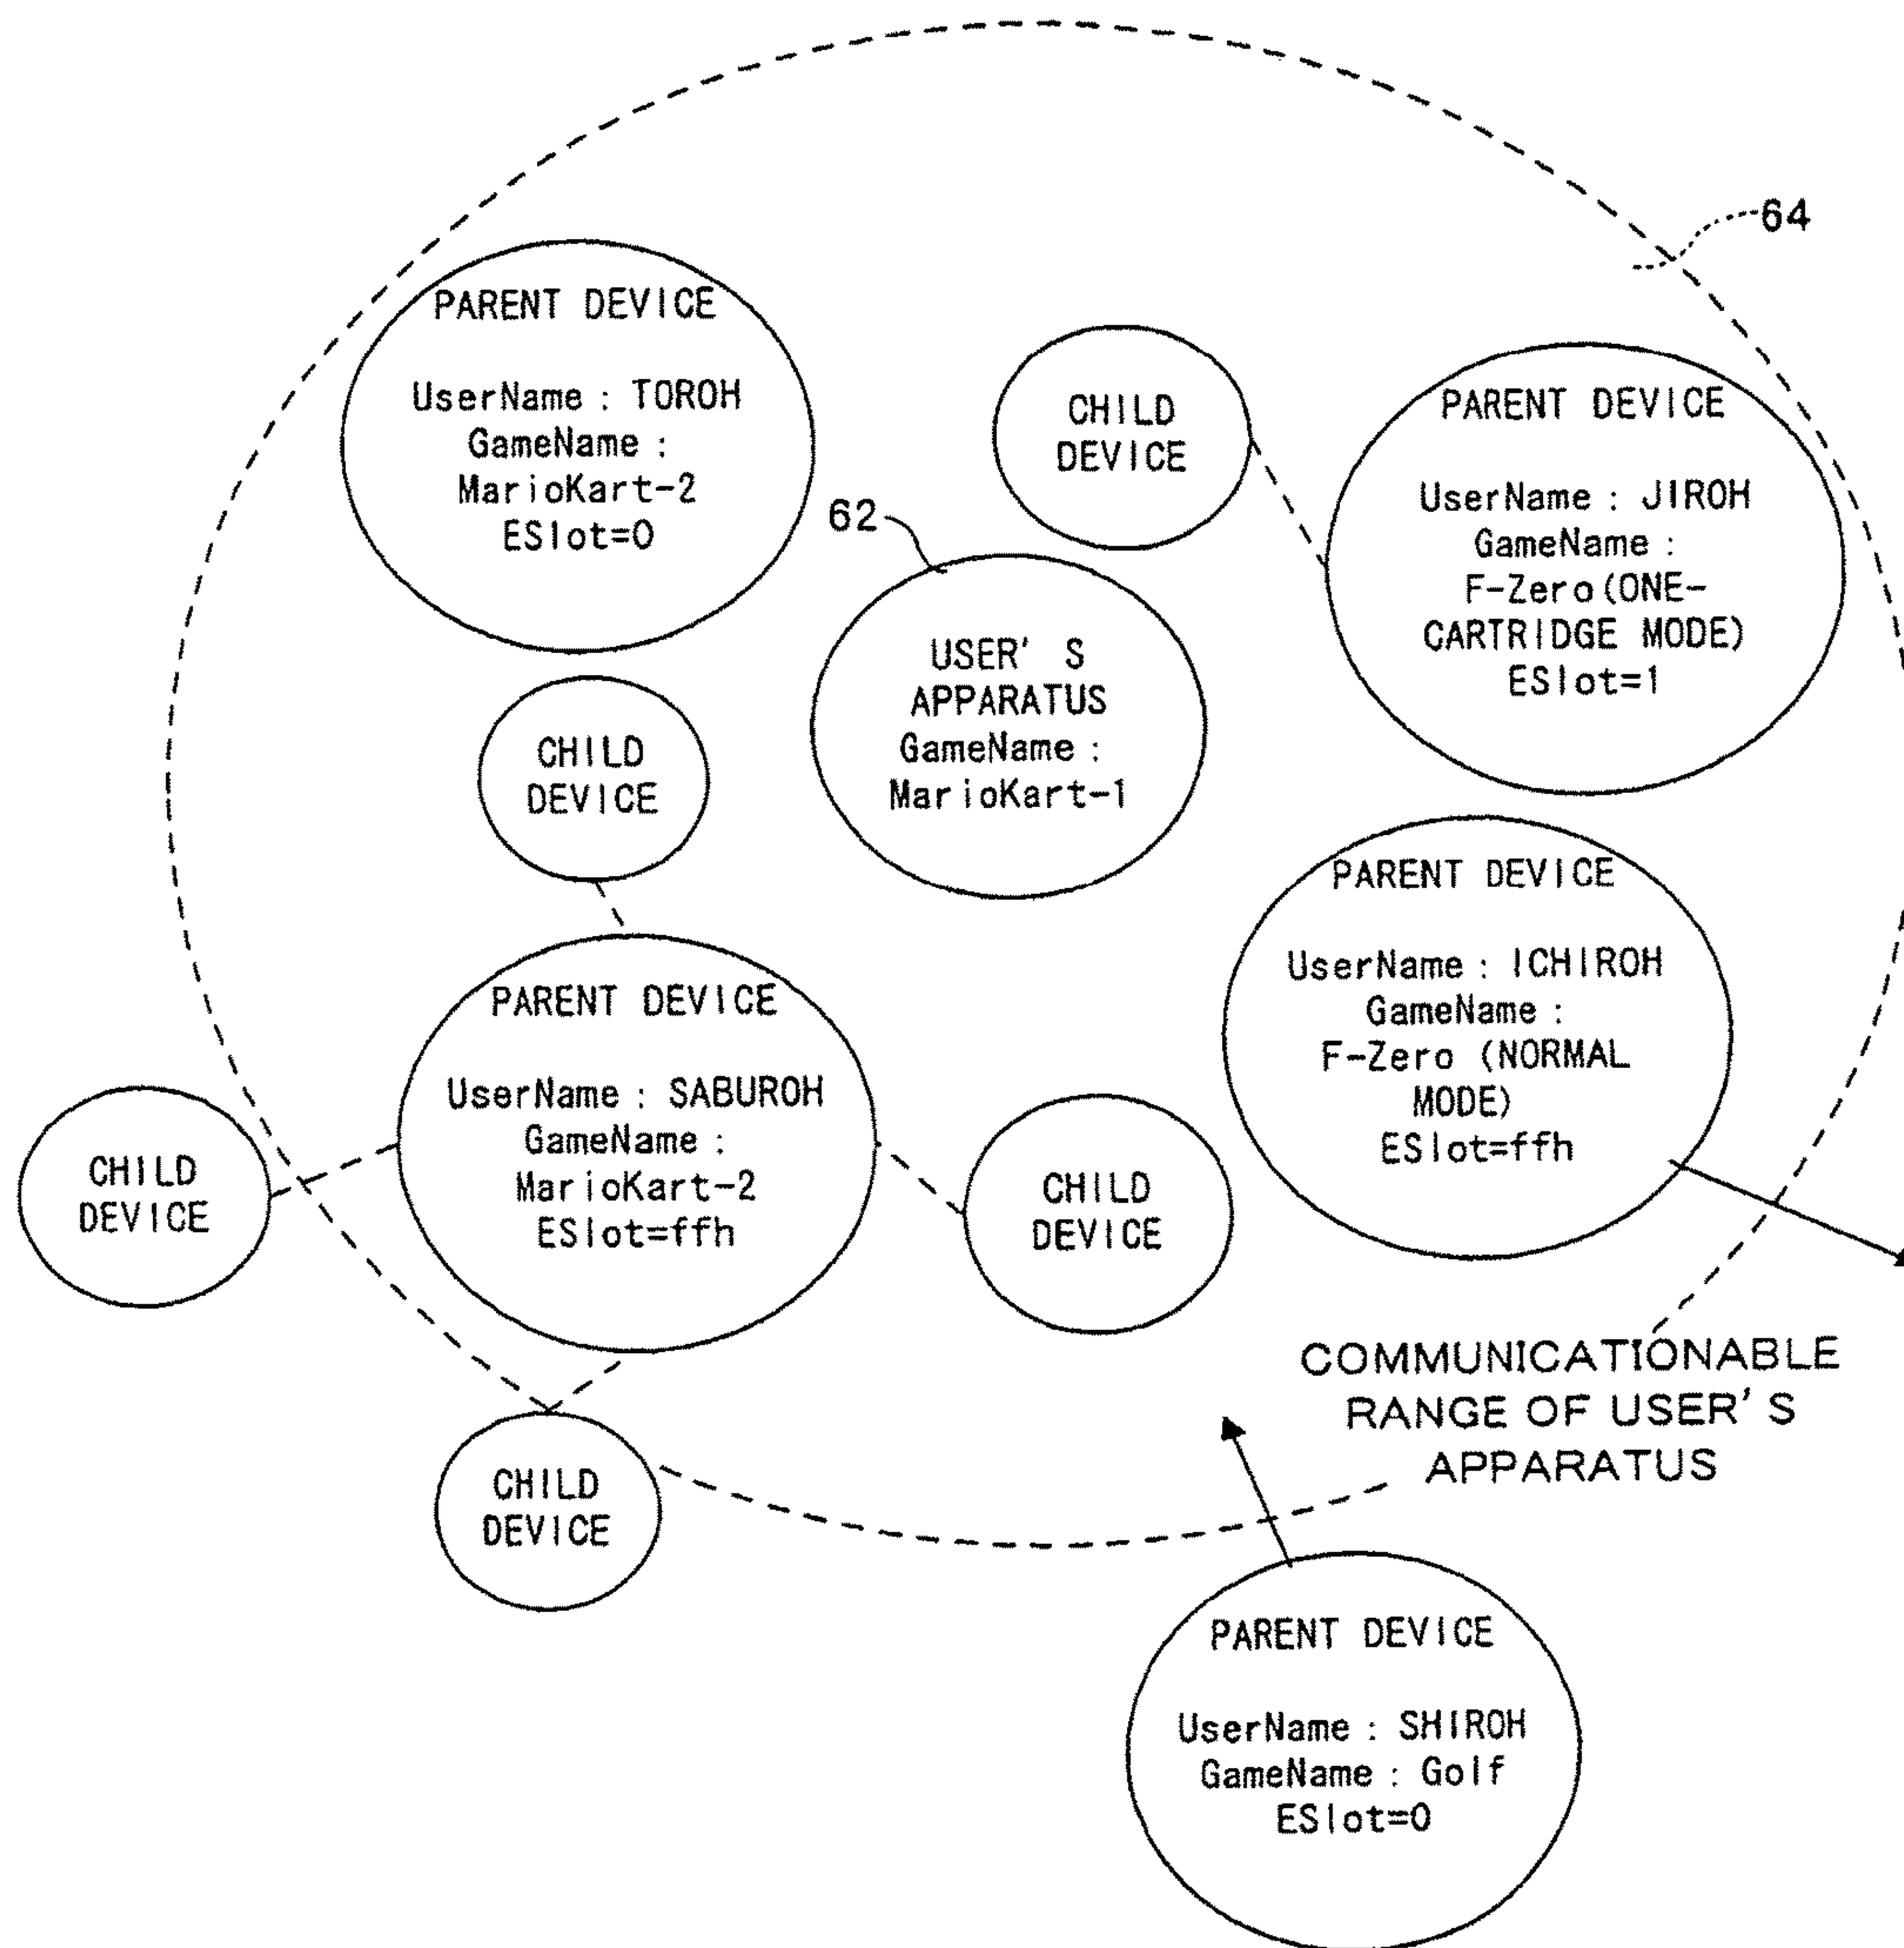 64
PARENT DEVICE
UserName : TOROH
GameName :
MarioKart-2
ESlot=0
CHILD
DEVICE
PARENT DEVICE
UserName : JIROH
GameName :
F-Zero(ONE-
CARTRIDGE MODE)
ESlot=1
62
USER'S
APPARATUS
GameName :
MarioKart-1
CHILD
DEVICE
PARENT DEVICE
UserName : ICHIROH
GameName :
F-Zero (NORMAL
MODE)
ESlot=ffh
PARENT DEVICE
UserName : SABUROH
GameName :
MarioKart-2
ESlot=ffh
CHILD
DEVICE
CHILD
DEVICE
COMMUNICATIONABLE
RANGE OF USER'S
APPARATUS
CHILD
DEVICE
PARENT DEVICE
UserName : SHIROH
GameName : Golf
ESlot=0